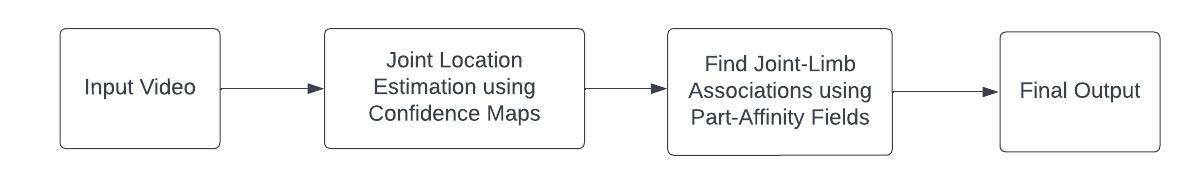 Input Video
Joint Location
Estimation using
Confidence Maps
Find Joint-Limb
Associations using
Part-Affinity Fields
Final Output